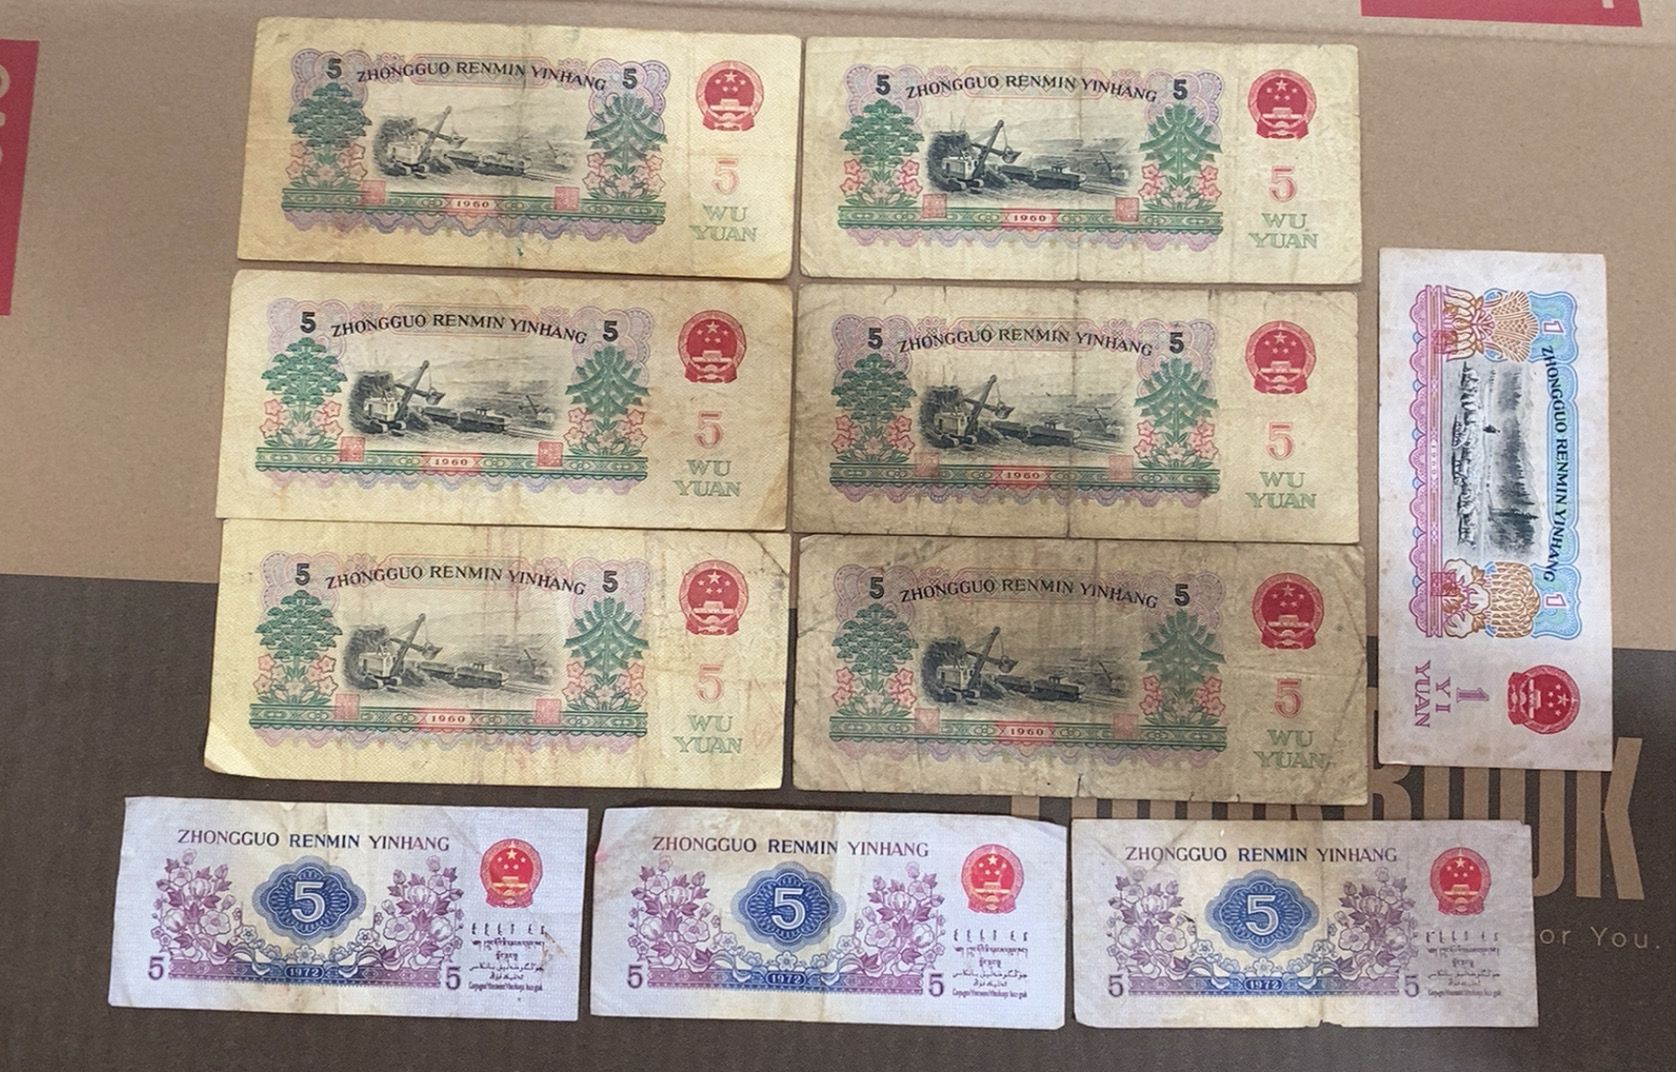 5 ZHONGGUO RENMIN YINHANG 5
5
1960
WU
YUAN
5 ZHONGGUO RENMIN YINHANG 5
5
1960
WU
YUAN
5 ZHONGGUO RENMIN YINHANG 5
5
1960
WU
YUAN
5 ZHONGGUO RENMIN YINHANG 5
5
1960
WU
YUAN
5 ZHONGGUO RENMIN YINHANG 5
5
1960
WU
YUAN
5 ZHONGGUO RENMIN YINHANG 5
5
1960
WU
YUAN
1 ZHONGGUO RENMIN YINHANG 1
1
YI
YUAN
ZHONGGUO RENMIN YINHANG
5
5 1972 5
ZHONGGUO RENMIN YINHANG
5
5 1972 5
ZHONGGUO RENMIN YINHANG
5
5 1972 5
or You.